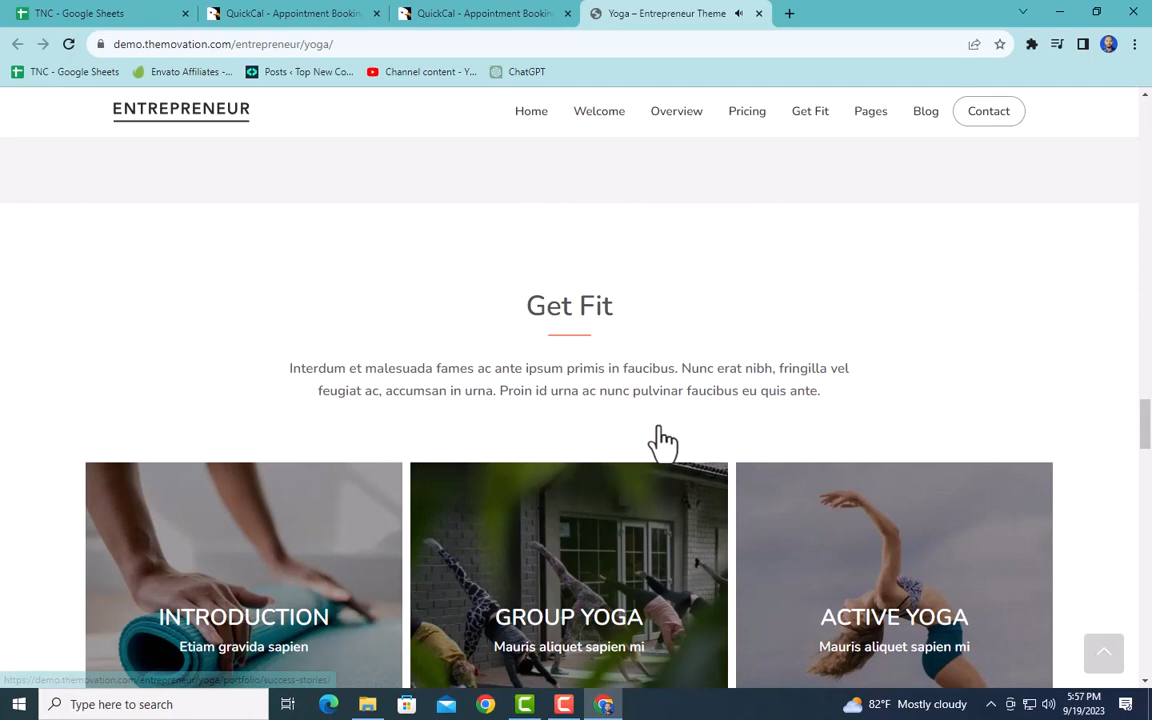 TNC - Google Sheets
QuickCal - Appointment Bookin
QuickCal - Appointment Bookin
Yoga – Entrepreneur Theme
demo.themovation.com/entrepreneur/yoga/
TNC - Google Sheets
Envato Affiliates -...
Posts ‹ Top New Co...
Channel content - Y...
ChatGPT
ENTREPRENEUR
Home
Welcome
Overview
Pricing
Get Fit
Pages
Blog
Contact
Get Fit
Interdum et malesuada fames ac ante ipsum primis in faucibus. Nunc erat nibh, fringilla vel
feugiat ac, accumsan in urna. Proin id urna ac nunc pulvinar faucibus eu quis ante.
INTRODUCTION
Etiam gravida sapien
GROUP YOGA
Mauris aliquet sapien mi
ACTIVE YOGA
Mauris aliquet sapien mi
https://demo.themovation.com/entrepreneur/yoga/portfolio/success-stories/
Type here to search
82°F Mostly cloudy
5:57 PM
9/19/2023